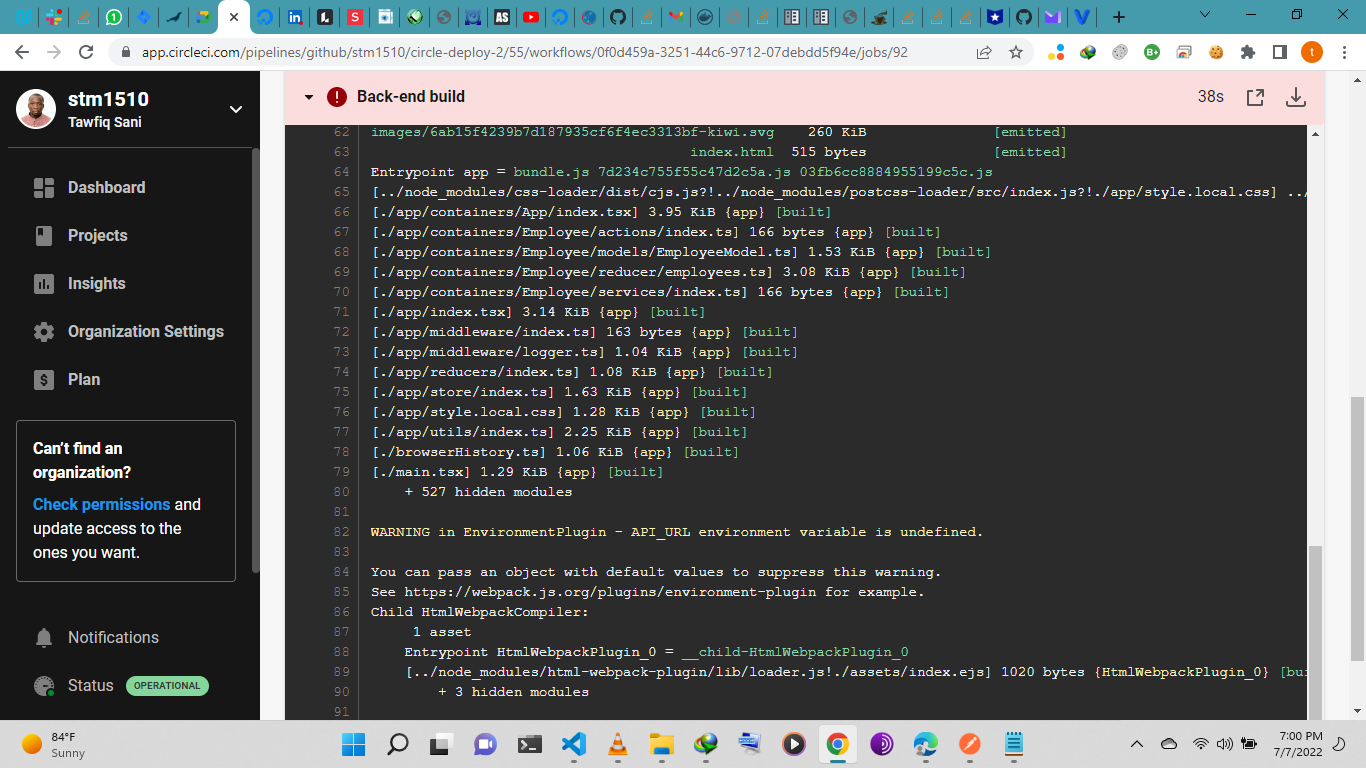 app.circleci.com/pipelines/github/stm1510/circle-deploy-2/55/workflows/0f0d459a-3251-44c6-9712-07debdd5f94e/jobs/92
stm1510
Tawfiq Sani
Dashboard
Projects
Insights
Organization Settings
Plan
Can't find an
organization?
Check permissions and
update access to the
ones you want.
Notifications
Status OPERATIONAL
Back-end build 38s
62 images/6ab15f4239b7d187935cf6f4ec3313bf-kiwi.svg 260 KiB [emitted]
63 index.html 515 bytes [emitted]
64 Entrypoint app = bundle.js 7d234c755f55c47d2c5a.js 03fb6cc8884955199c5c.js
65 [../node_modules/css-loader/dist/cjs.js?!../node_modules/postcss-loader/src/index.js?!./app/style.local.css] ../
66 [./app/containers/App/index.tsx] 3.95 KiB {app} [built]
67 [./app/containers/Employee/actions/index.ts] 166 bytes {app} [built]
68 [./app/containers/Employee/models/EmployeeModel.ts] 1.53 KiB {app} [built]
69 [./app/containers/Employee/reducer/employees.ts] 3.08 KiB {app} [built]
70 [./app/containers/Employee/services/index.ts] 166 bytes {app} [built]
71 [./app/index.tsx] 3.14 KiB {app} [built]
72 [./app/middleware/index.ts] 163 bytes {app} [built]
73 [./app/middleware/logger.ts] 1.04 KiB {app} [built]
74 [./app/reducers/index.ts] 1.08 KiB {app} [built]
75 [./app/store/index.ts] 1.63 KiB {app} [built]
76 [./app/style.local.css] 1.28 KiB {app} [built]
77 [./app/utils/index.ts] 2.25 KiB {app} [built]
78 [./browserHistory.ts] 1.06 KiB {app} [built]
79 [./main.tsx] 1.29 KiB {app} [built]
80 + 527 hidden modules
81
82 WARNING in EnvironmentPlugin - API_URL environment variable is undefined.
83
84 You can pass an object with default values to suppress this warning.
85 See https://webpack.js.org/plugins/environment-plugin for example.
86 Child HtmlWebpackCompiler:
87 1 asset
88 Entrypoint HtmlWebpackPlugin_0 = __child-HtmlWebpackPlugin_0
89 [../node_modules/html-webpack-plugin/lib/loader.js!./assets/index.ejs] 1020 bytes {HtmlWebpackPlugin_0} [bui
90 + 3 hidden modules
91
84°F
Sunny
7:00 PM
7/7/2022